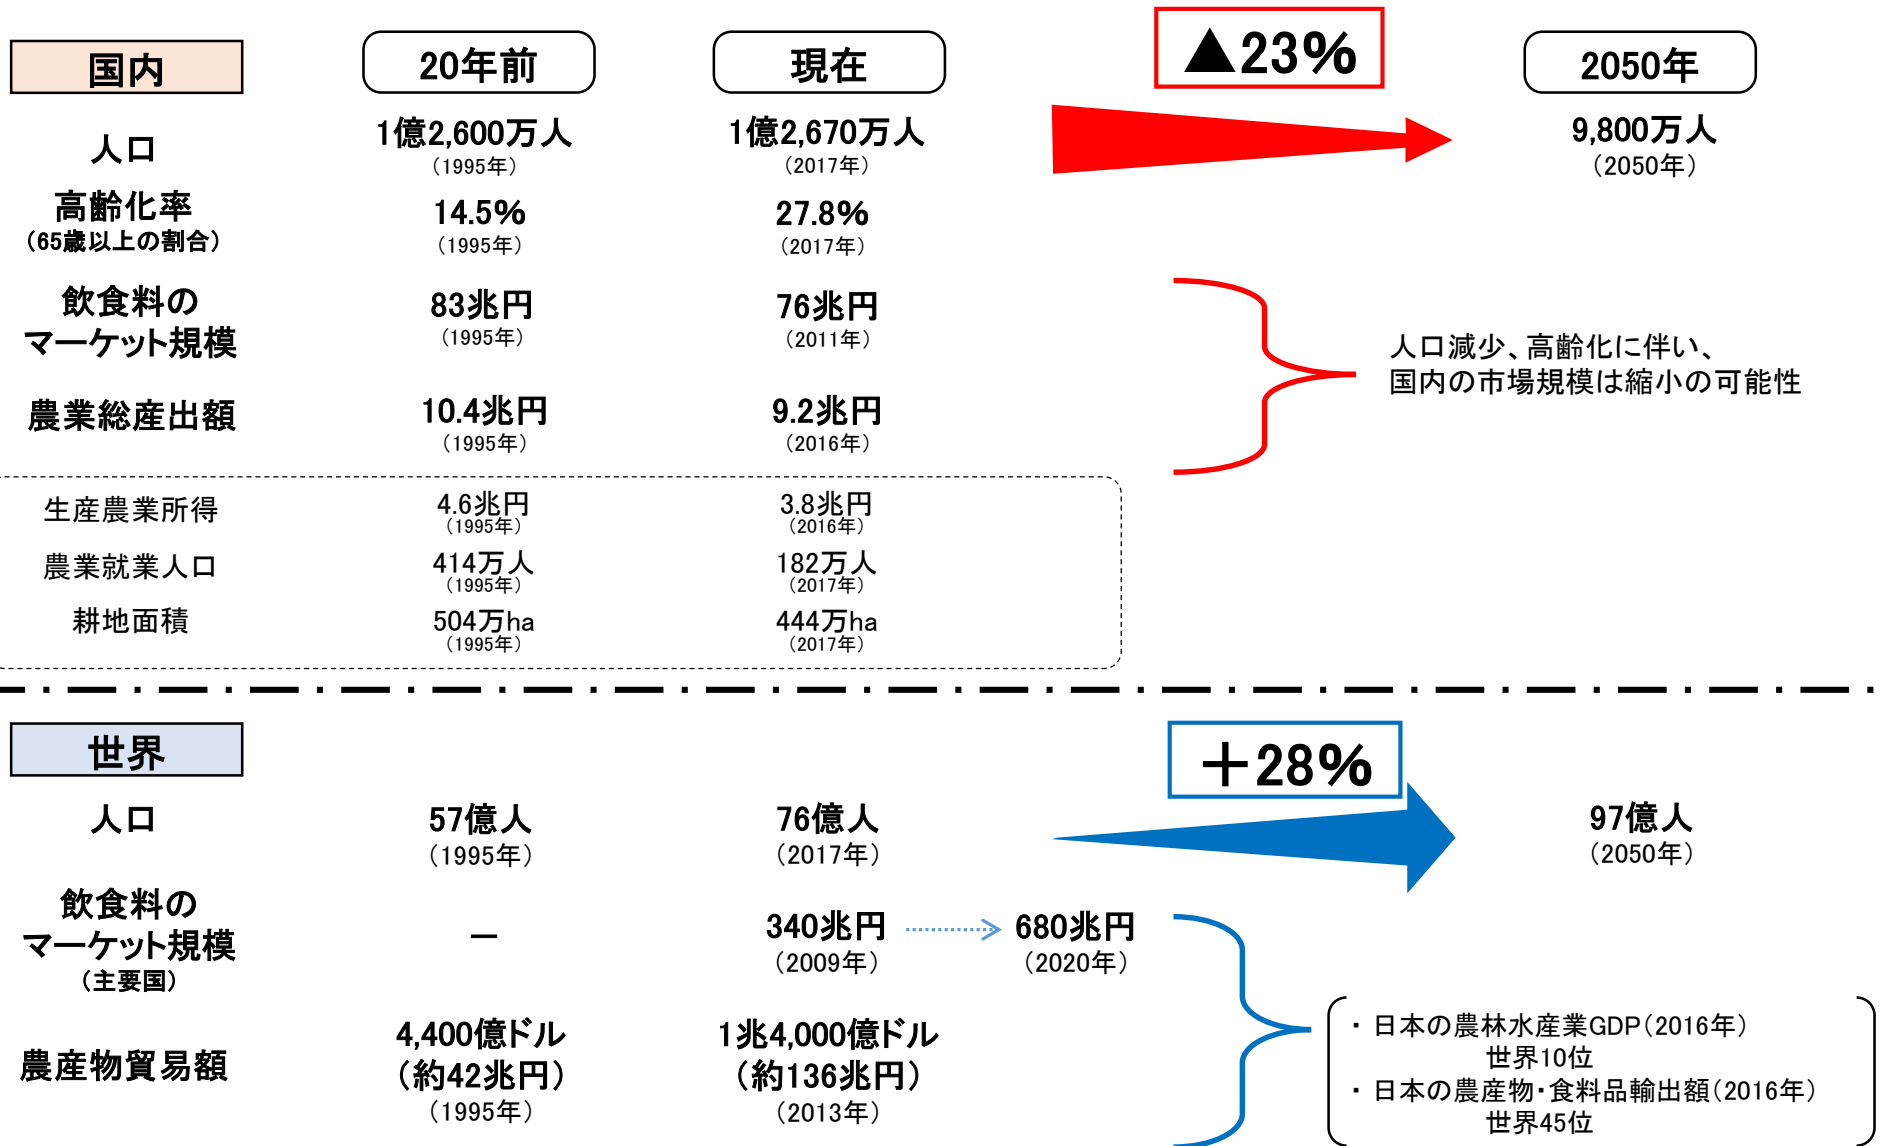 国内
20年前
現在
▲23%
2050年
人口
1億2,600万人
(1995年)
1億2,670万人
(2017年)
9,800万人
(2050年)
高齢化率
(65歳以上の割合)
14.5%
(1995年)
27.8%
(2017年)
飲食料の
マーケット規模
83兆円
(1995年)
76兆円
(2011年)
人口減少、高齢化に伴い、
国内の市場規模は縮小の可能性
農業総産出額
10.4兆円
(1995年)
9.2兆円
(2016年)
生産農業所得
4.6兆円
(1995年)
3.8兆円
(2016年)
農業就業人口
414万人
(1995年)
182万人
(2017年)
耕地面積
504万ha
(1995年)
444万ha
(2017年)
世界
+28%
人口
57億人
(1995年)
76億人
(2017年)
97億人
(2050年)
飲食料の
マーケット規模
(主要国)
－
340兆円
(2009年)
680兆円
(2020年)
農産物貿易額
4,400億ドル
(約42兆円)
(1995年)
1兆4,000億ドル
(約136兆円)
(2013年)
・日本の農林水産業GDP(2016年)
世界10位
・日本の農産物・食料品輸出額(2016年)
世界45位